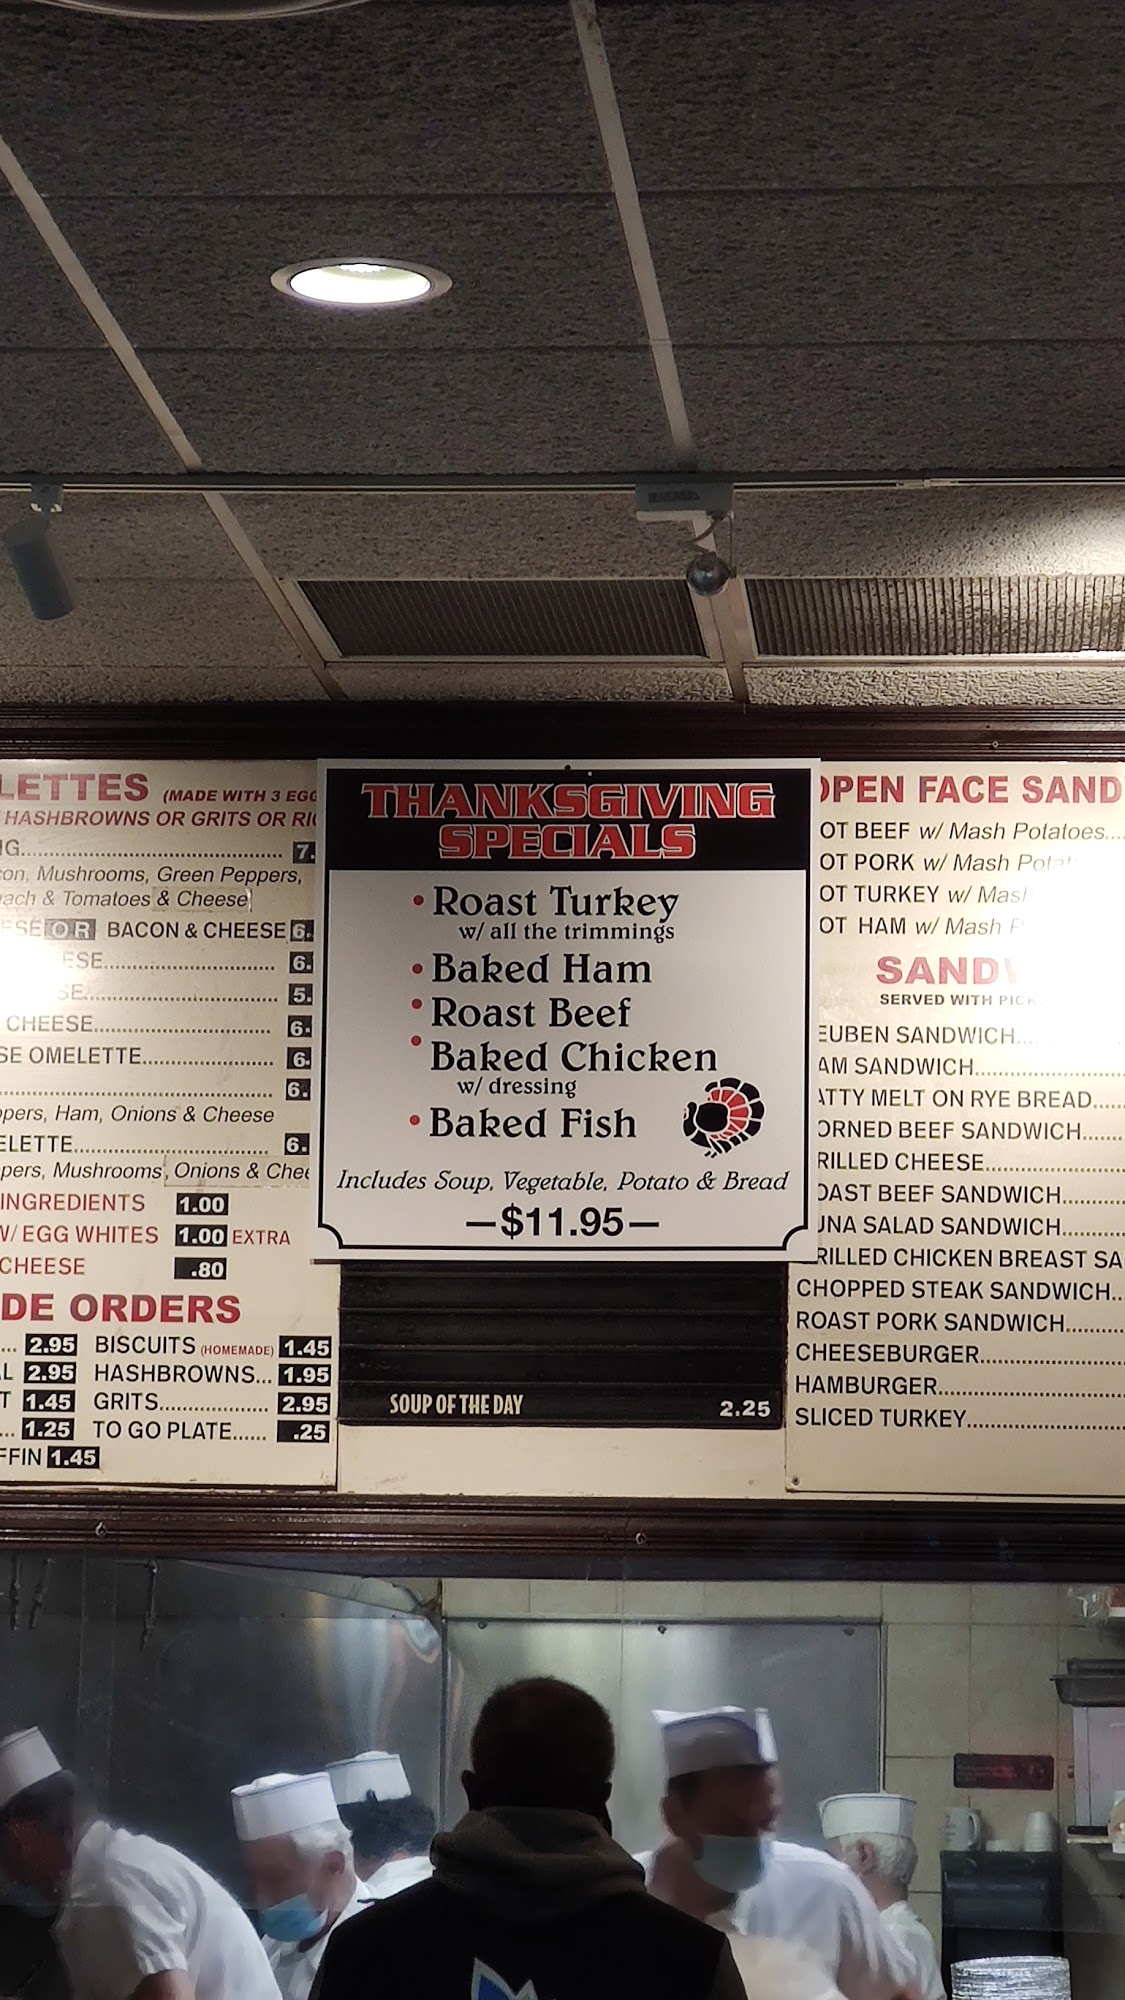 LETTES (MADE WITH 3 EGG
HASHBROWNS OR GRITS OR RI
G 7.
con, Mushrooms, Green Peppers,
ach & Tomatoes & Cheese
ESE OR BACON & CHEESE 6.
ESE 6.
SE 5.
CHEESE 6.
SE OMELETTE 6.
6.
ppers, Ham, Onions & Cheese
ELETTE 6.
ppers, Mushrooms, Onions & Chee
INGREDIENTS 1.00
W/ EGG WHITES 1.00 EXTRA
CHEESE .80
DE ORDERS
2.95 BISCUITS (HOMEMADE) 1.45
L 2.95 HASHBROWNS... 1.95
T 1.45 GRITS 2.95
1.25 TO GO PLATE...... .25
FFIN 1.45
THANKSGIVING
SPECIALS
• Roast Turkey
w/ all the trimmings
• Baked Ham
• Roast Beef
• Baked Chicken
w/ dressing
• Baked Fish
Includes Soup, Vegetable, Potato & Bread
—$11.95—
SOUP OF THE DAY 2.25
OPEN FACE SAND
OT BEEF w/ Mash Potatoes....
OT PORK w/ Mash Potat
OT TURKEY w/ Mash
OT HAM w/ Mash P
SANDW
SERVED WITH PICK
EUBEN SANDWICH
AM SANDWICH
ATTY MELT ON RYE BREAD
ORNED BEEF SANDWICH
RILLED CHEESE
OAST BEEF SANDWICH
UNA SALAD SANDWICH
RILLED CHICKEN BREAST SA
CHOPPED STEAK SANDWICH
ROAST PORK SANDWICH
CHEESEBURGER
HAMBURGER
SLICED TURKEY